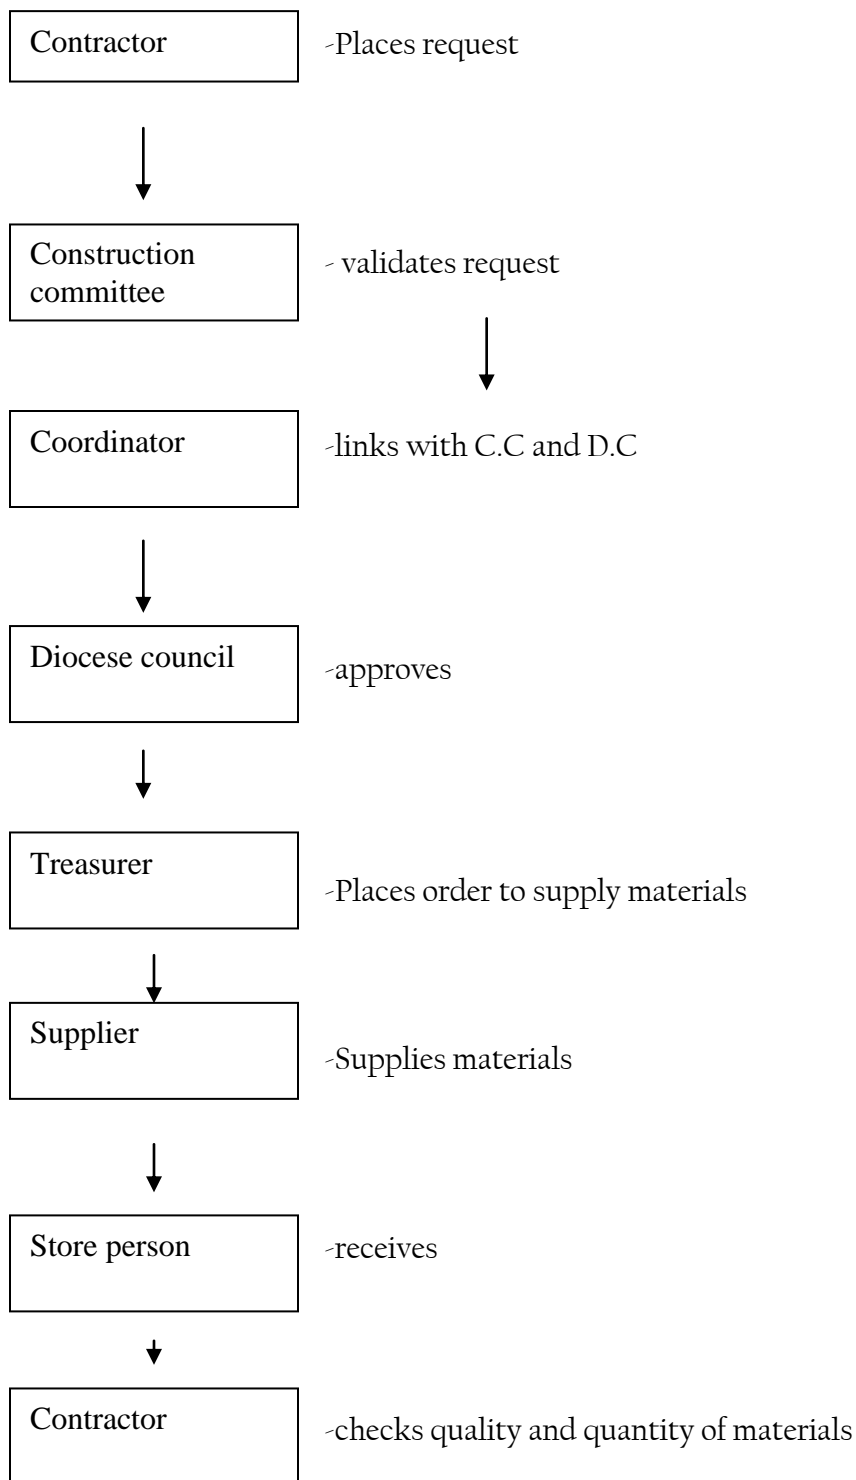 Contractor
-Places request
Construction
committee
- validates request
Coordinator
-links with C.C and D.C
Diocese council
-approves
Treasurer
-Places order to supply materials
Supplier
-Supplies materials
Store person
-receives
Contractor
-checks quality and quantity of materials